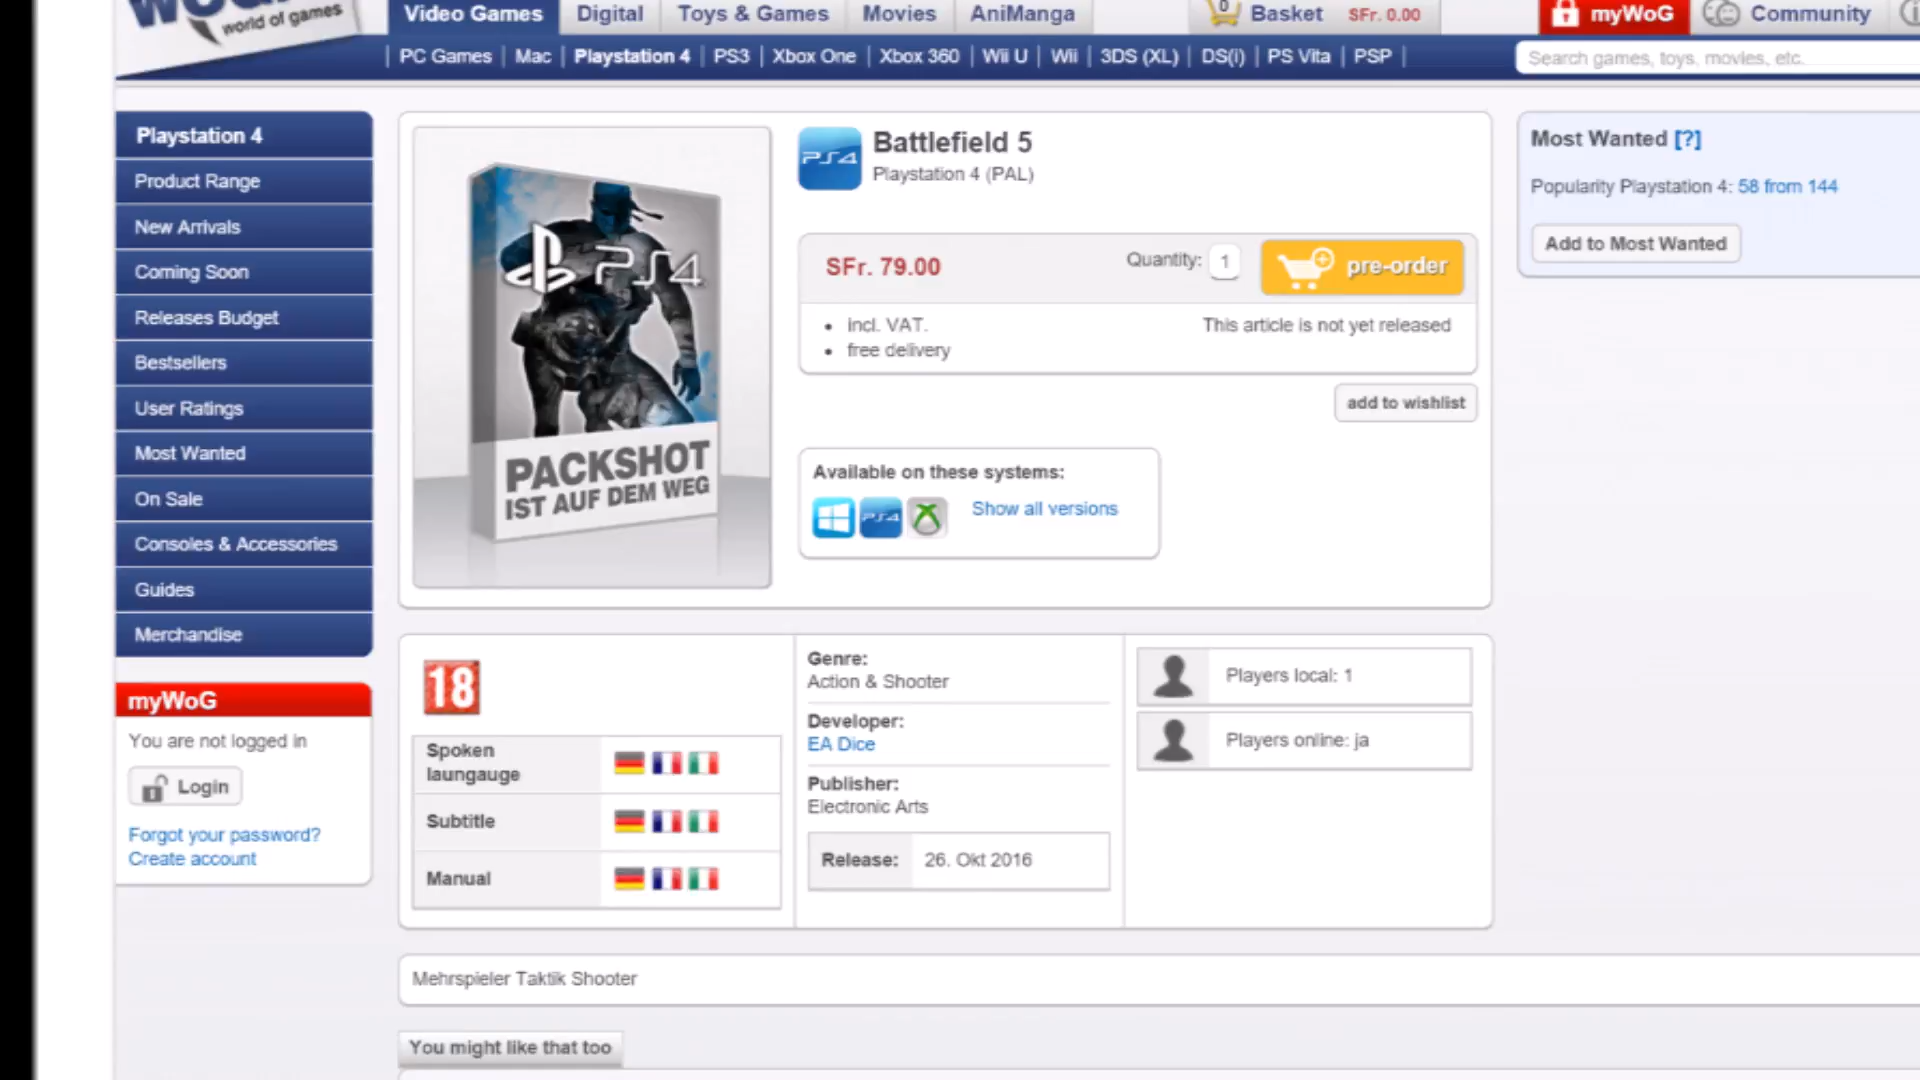 world of games
Video Games
Digital
Toys & Games
Movies
AniManga
0
Basket
SFr. 0.00
myWoG
Community
PC Games | Mac | Playstation 4 | PS3 | Xbox One | Xbox 360 | Wii U | Wii | 3DS (XL) | DS(i) | PS Vita | PSP |
Search games, toys, movies, etc.
Playstation 4
Product Range
New Arrivals
Coming Soon
Releases Budget
Bestsellers
User Ratings
Most Wanted
On Sale
Consoles & Accessories
Guides
Merchandise
myWoG
You are not logged in
Login
Forgot your password?
Create account
PS4
PACKSHOT
IST AUF DEM WEG
PS4
Battlefield 5
Playstation 4 (PAL)
SFr. 79.00
Quantity: 1
pre-order
• incl. VAT.
• free delivery
This article is not yet released
add to wishlist
Available on these systems:
PS4
Show all versions
Most Wanted [?]
Popularity Playstation 4: 58 from 144
Add to Most Wanted
18
Spoken
laungauge
Subtitle
Manual
Genre:
Action & Shooter
Developer:
EA Dice
Publisher:
Electronic Arts
Release: 26. Okt 2016
Players local: 1
Players online: ja
Mehrspieler Taktik Shooter
You might like that too